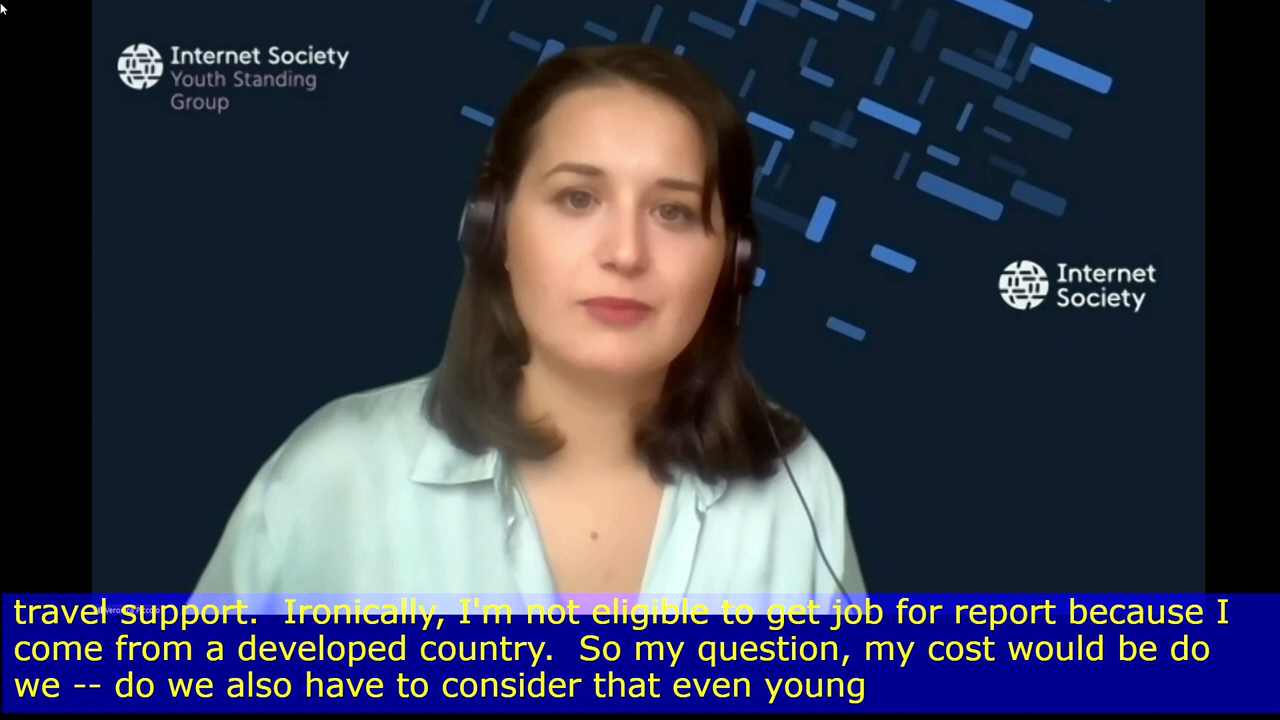 Internet Society
Youth Standing
Group
Internet
Society
travel support.  Ironically, I'm not eligible to get job for report because I
come from a developed country.  So my question, my cost would be do
we -- do we also have to consider that even young